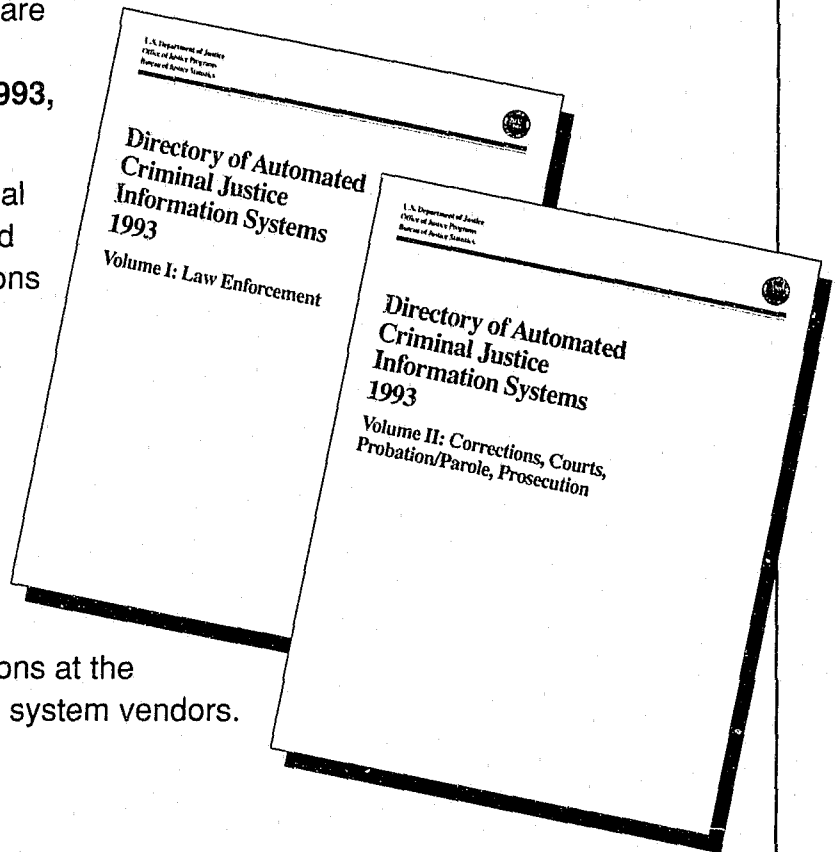 are
993,
al
d
ons
ons at the
system vendors.
U.S. Department of Justice
Office of Justice Programs
Bureau of Justice Statistics
Directory of Automated
Criminal Justice
Information Systems
1993
Volume I: Law Enforcement
U.S. Department of Justice
Office of Justice Programs
Bureau of Justice Statistics
Directory of Automated
Criminal Justice
Information Systems
1993
Volume II: Corrections, Courts,
Probation/Parole, Prosecution